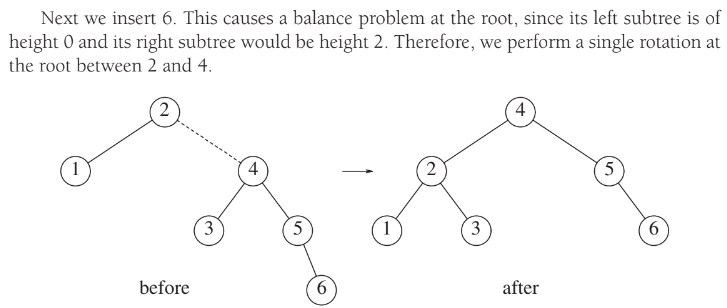 Next we insert 6. This causes a balance problem at the root, since its left subtree is of
height 0 and its right subtree would be height 2. Therefore, we perform a single rotation at
the root between 2 and 4.
2 4
1 4 2 5
3 5 1 3 6
6
before after